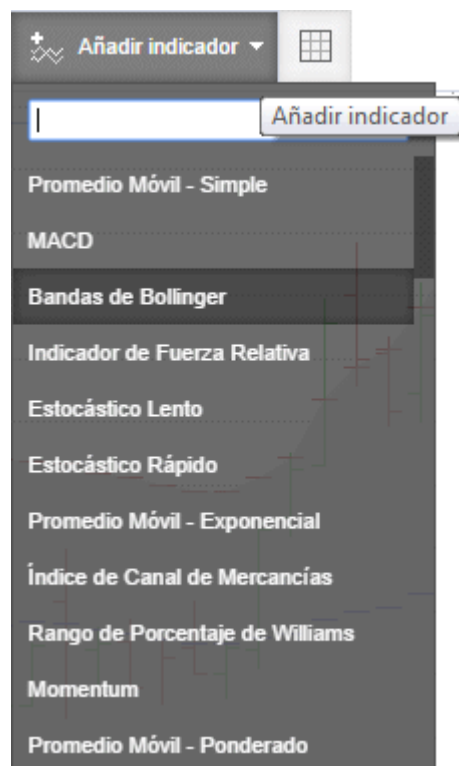 Añadir indicador
Añadir indicador
Promedio Móvil - Simple
MACD
Bandas de Bollinger
Indicador de Fuerza Relativa
Estocástico Lento
Estocástico Rápido
Promedio Móvil - Exponencial
Índice de Canal de Mercancías
Rango de Porcentaje de Williams
Momentum
Promedio Móvil - Ponderado